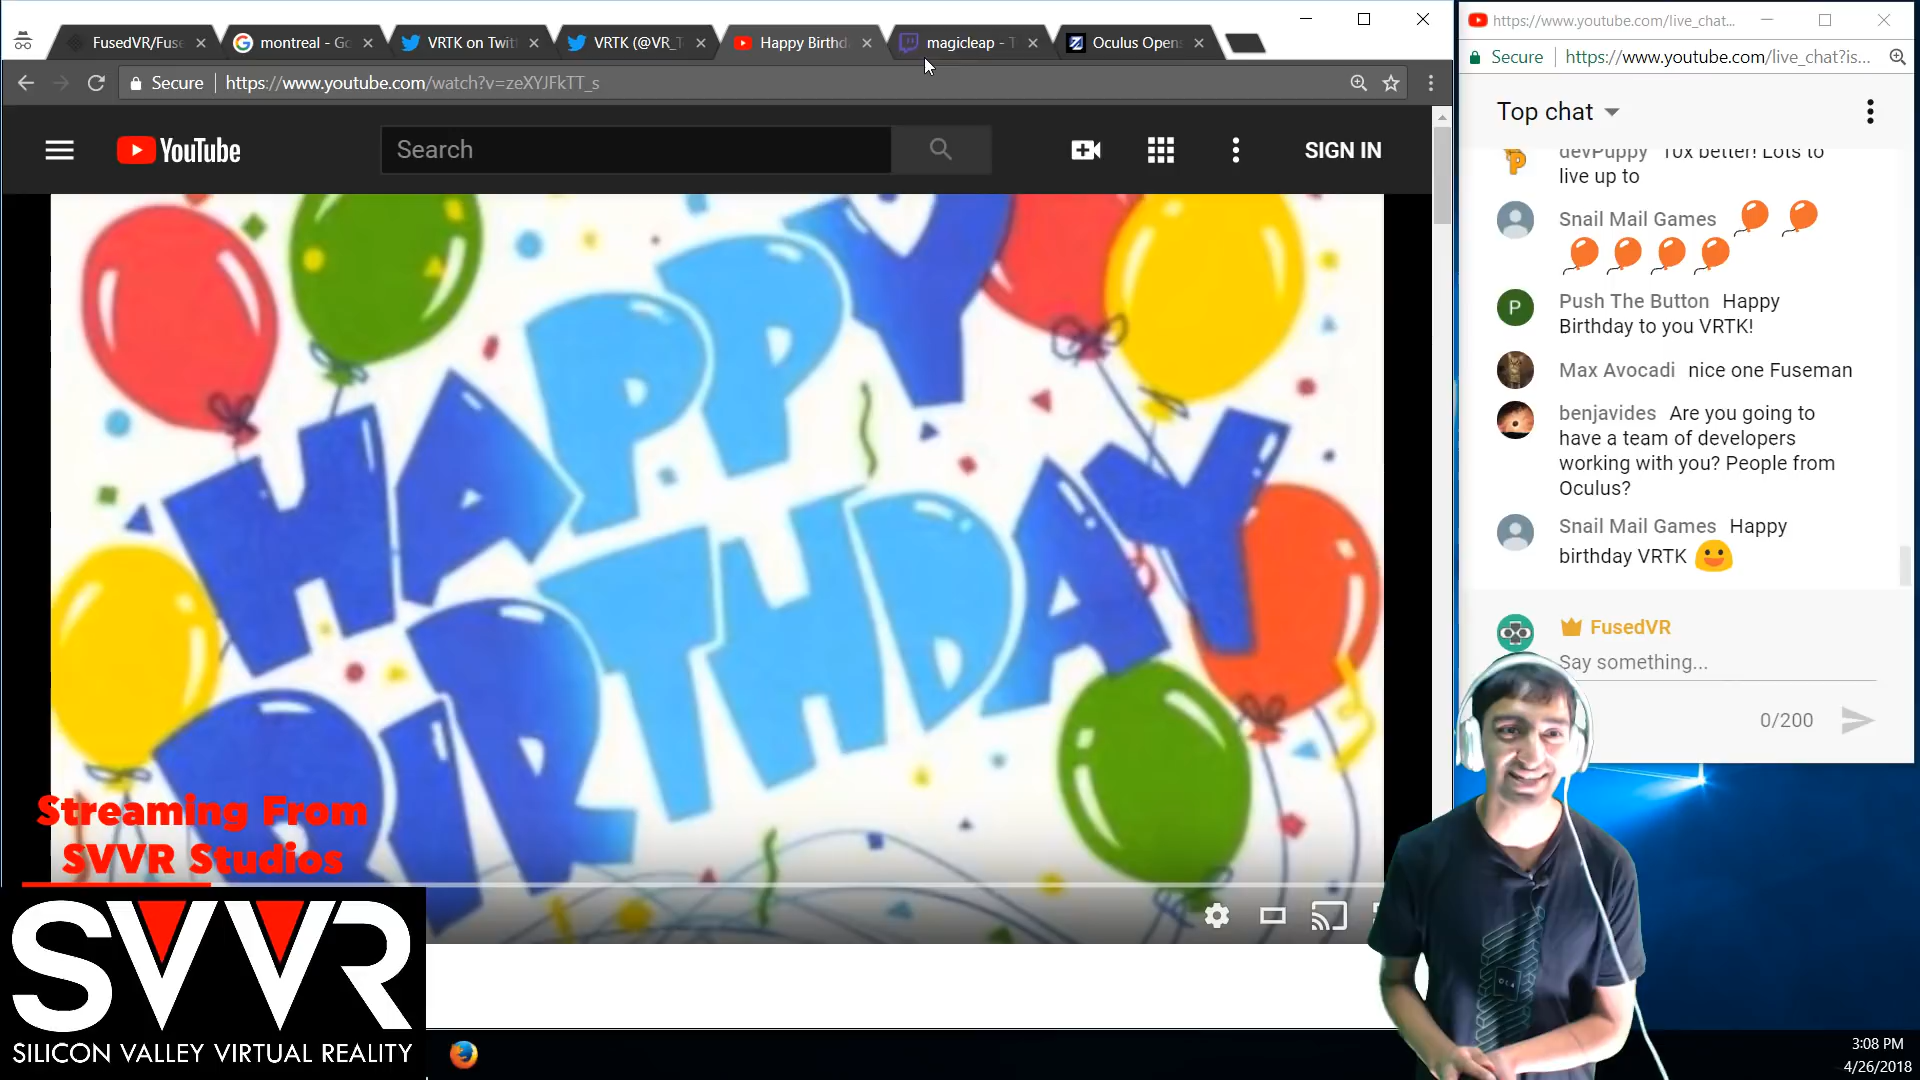 FusedVR/Fuse
montreal - Go
VRTK on Twitt
VRTK (@VR_T
Happy Birthd
magicleap - T
Oculus Opens
Secure
https://www.youtube.com/watch?v=zeXYJFkTT_s
YouTube
Search
SIGN IN
HAPPY
BIRTHDAY
Streaming From
SVVR Studios
SVVR
SILICON VALLEY VIRTUAL REALITY
https://www.youtube.com/live_chat...
Secure
https://www.youtube.com/live_chat?is...
Top chat
devPuppy 10x better! Lots to
live up to
Snail Mail Games
P
Push The Button Happy
Birthday to you VRTK!
Max Avocadi nice one Fuseman
benjavides Are you going to
have a team of developers
working with you? People from
Oculus?
Snail Mail Games Happy
birthday VRTK
FusedVR
Say something...
0/200
3:08 PM
4/26/2018